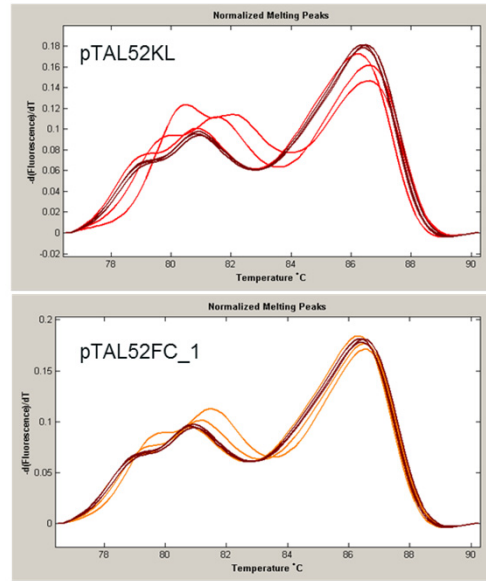 Normalized Melting Peaks
pTAL52KL
-d(Fluorescence)/dT
0.18
0.16
0.14
0.12
0.1
0.08
0.06
0.04
0.02
0
-0.02
78 80 82 84 86 88 90
Temperature °C
Normalized Melting Peaks
pTAL52FC_1
-d(Fluorescence)/dT
0.2
0.15
0.1
0.05
0
78 80 82 84 86 88 90
Temperature °C